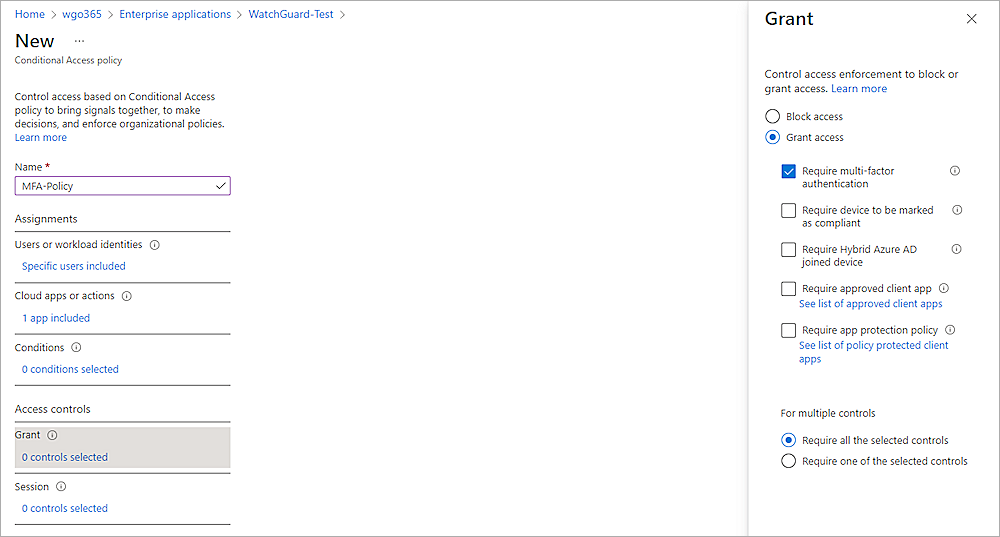 Home > wgo365 > Enterprise applications > WatchGuard-Test >
New ...
Conditional Access policy
Control access based on Conditional Access
policy to bring signals together, to make
decisions, and enforce organizational policies.
Learn more
Name *
MFA-Policy
Assignments
Users or workload identities
Specific users included
Cloud apps or actions
1 app included
Conditions
0 conditions selected
Access controls
Grant
0 controls selected
Session
0 controls selected
Grant
Control access enforcement to block or
grant access. Learn more
Block access
Grant access
Require multi-factor
authentication
Require device to be marked
as compliant
Require Hybrid Azure AD
joined device
Require approved client app
See list of approved client apps
Require app protection policy
See list of policy protected client
apps
For multiple controls
Require all the selected controls
Require one of the selected controls